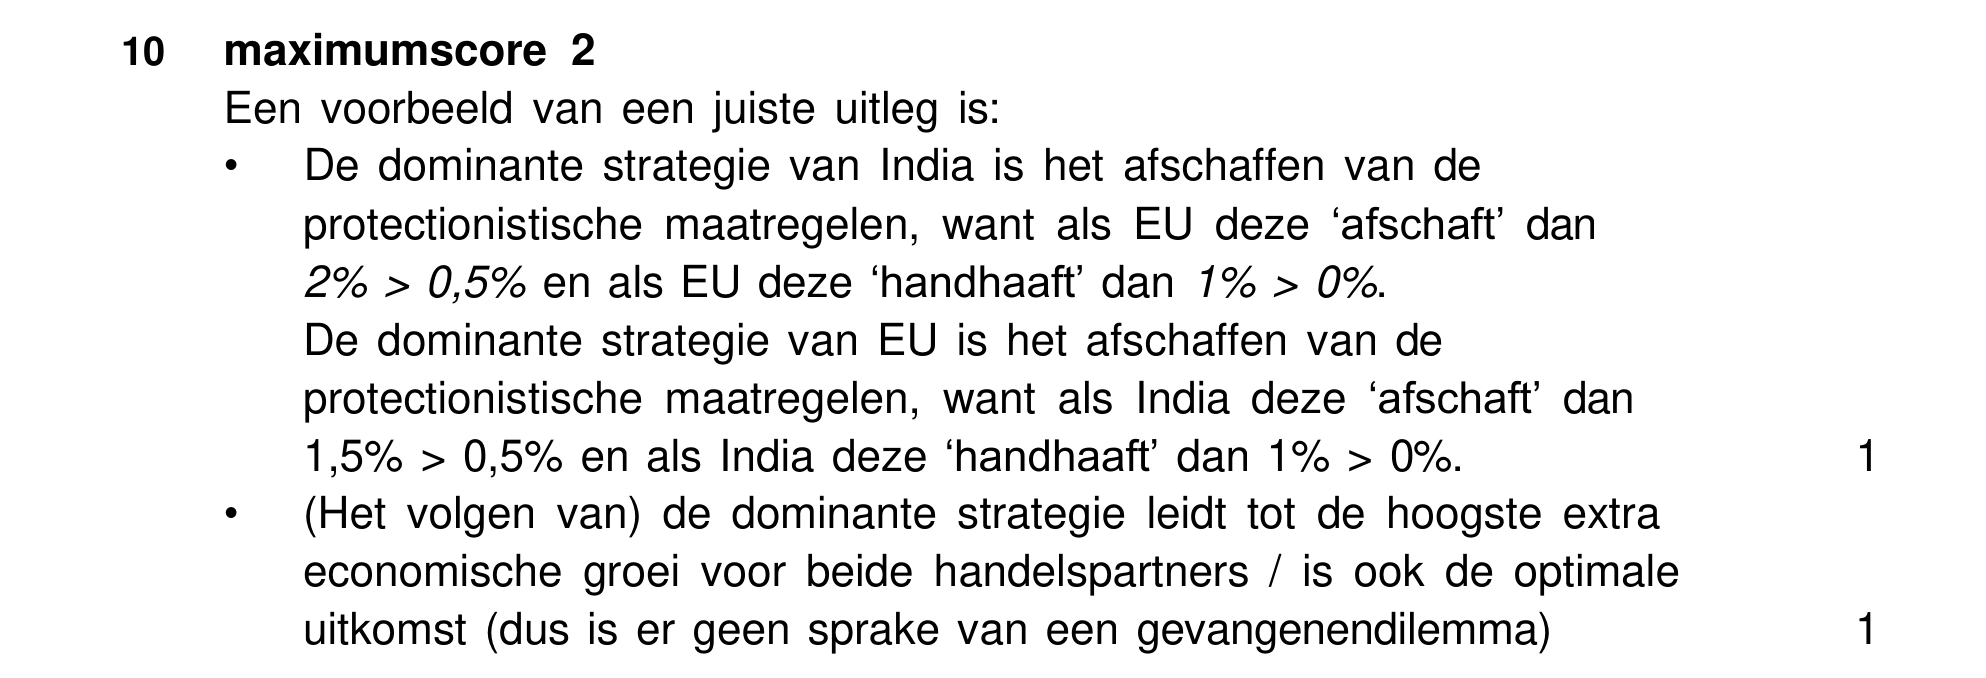 10 maximumscore 2
Een voorbeeld van een juiste uitleg is:
• De dominante strategie van India is het afschaffen van de
protectionistische maatregelen, want als EU deze ‘afschaft’ dan
2% > 0,5% en als EU deze ‘handhaaft’ dan 1% > 0%.
De dominante strategie van EU is het afschaffen van de
protectionistische maatregelen, want als India deze ‘afschaft’ dan
1,5% > 0,5% en als India deze ‘handhaaft’ dan 1% > 0%. 1
• (Het volgen van) de dominante strategie leidt tot de hoogste extra
economische groei voor beide handelspartners / is ook de optimale
uitkomst (dus is er geen sprake van een gevangenendilemma) 1